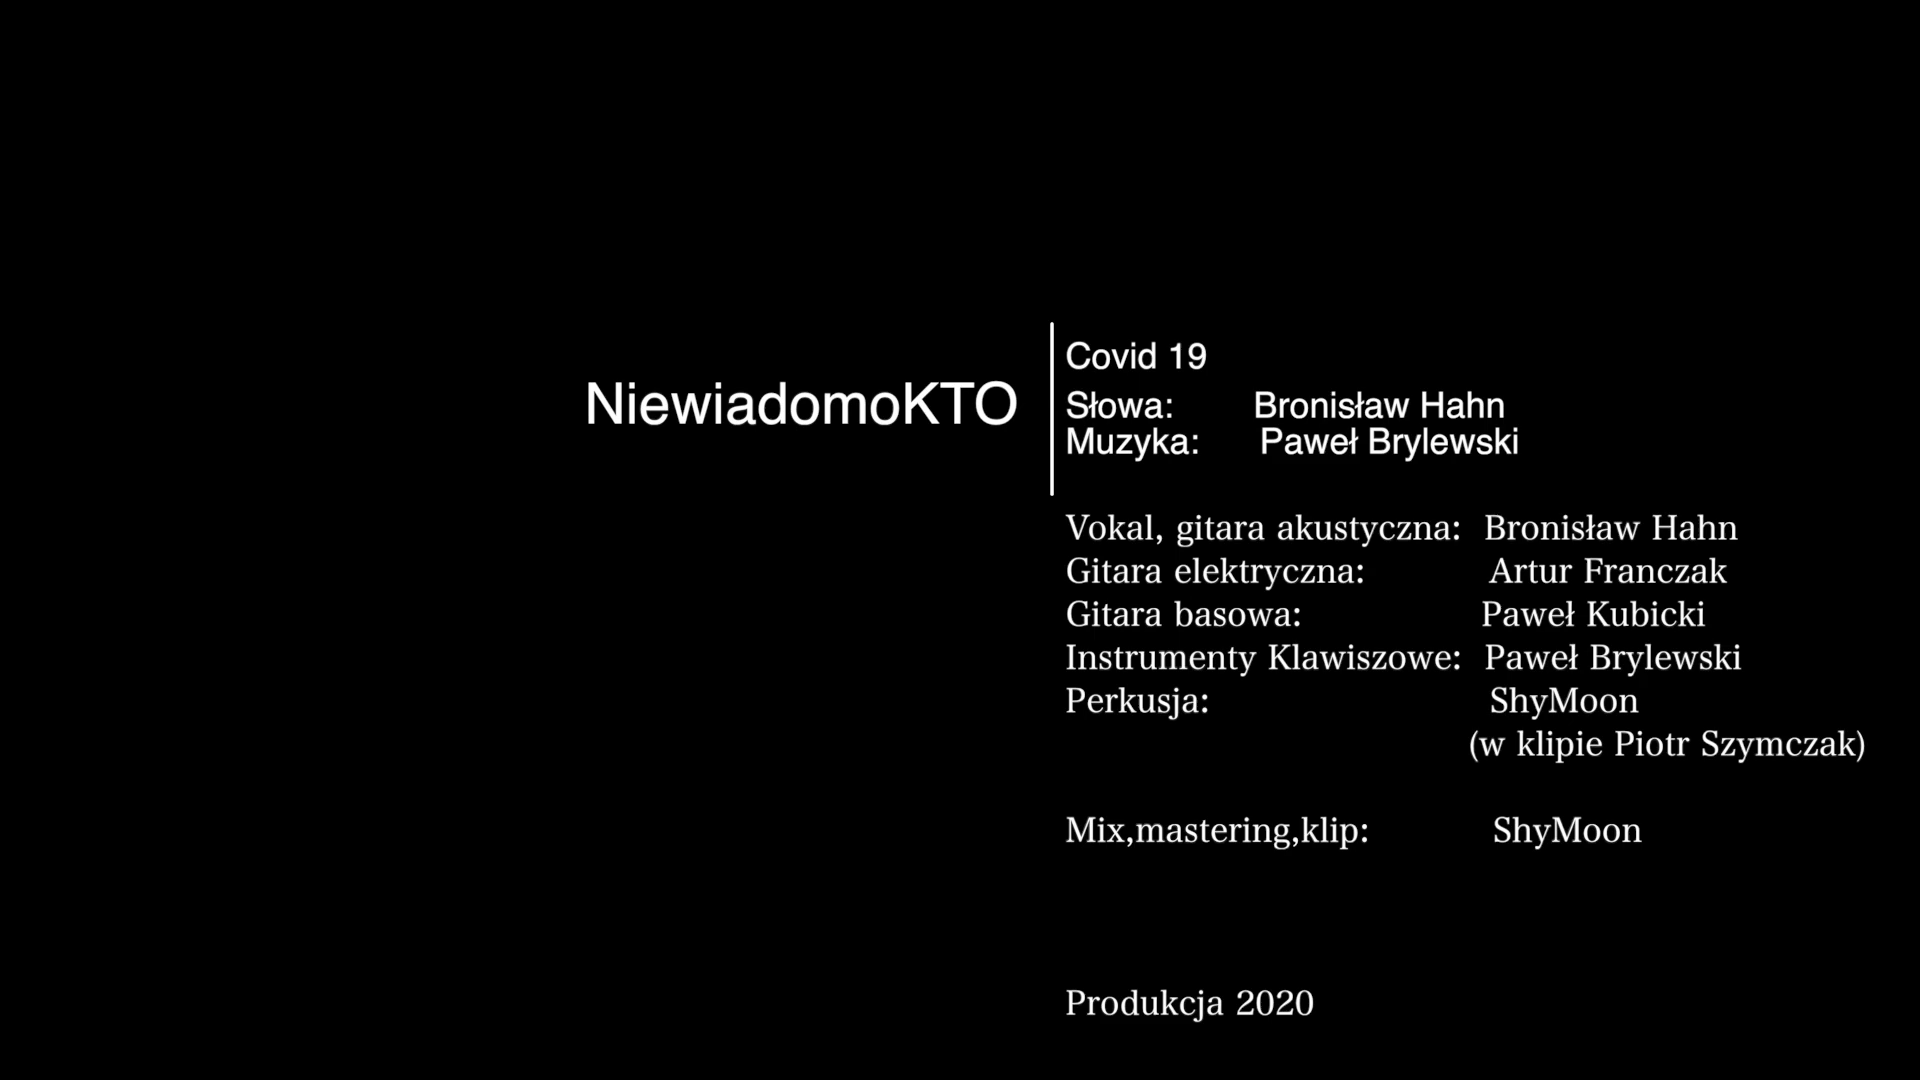 NiewiadomoKTO
Covid 19
Słowa: Bronisław Hahn
Muzyka: Paweł Brylewski
Vokal, gitara akustyczna: Bronisław Hahn
Gitara elektryczna: Artur Franczak
Gitara basowa: Paweł Kubicki
Instrumenty Klawiszowe: Paweł Brylewski
Perkusja: ShyMoon
(w klipie Piotr Szymczak)
Mix,mastering,klip: ShyMoon
Produkcja 2020